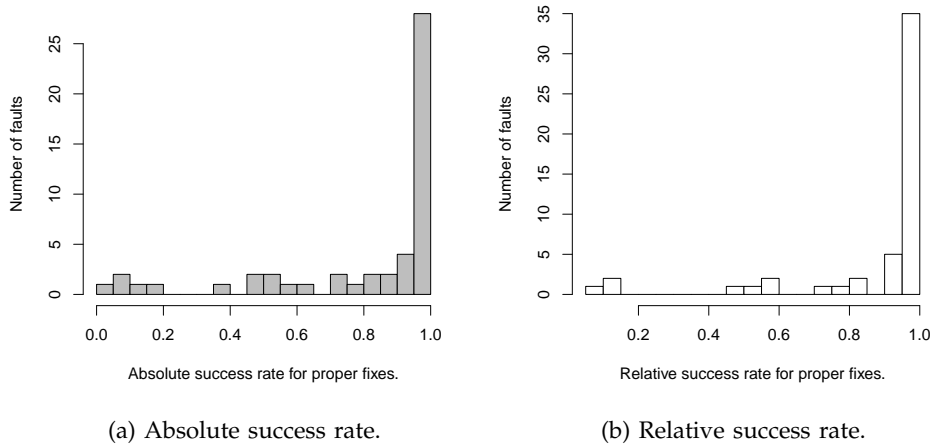 Number of faults
25
20
15
10
5
0
0.0 0.2 0.4 0.6 0.8 1.0
Absolute success rate for proper fixes.
(a) Absolute success rate.
Number of faults
35
30
25
20
15
10
5
0
0.2 0.4 0.6 0.8 1.0
Relative success rate for proper fixes.
(b) Relative success rate.